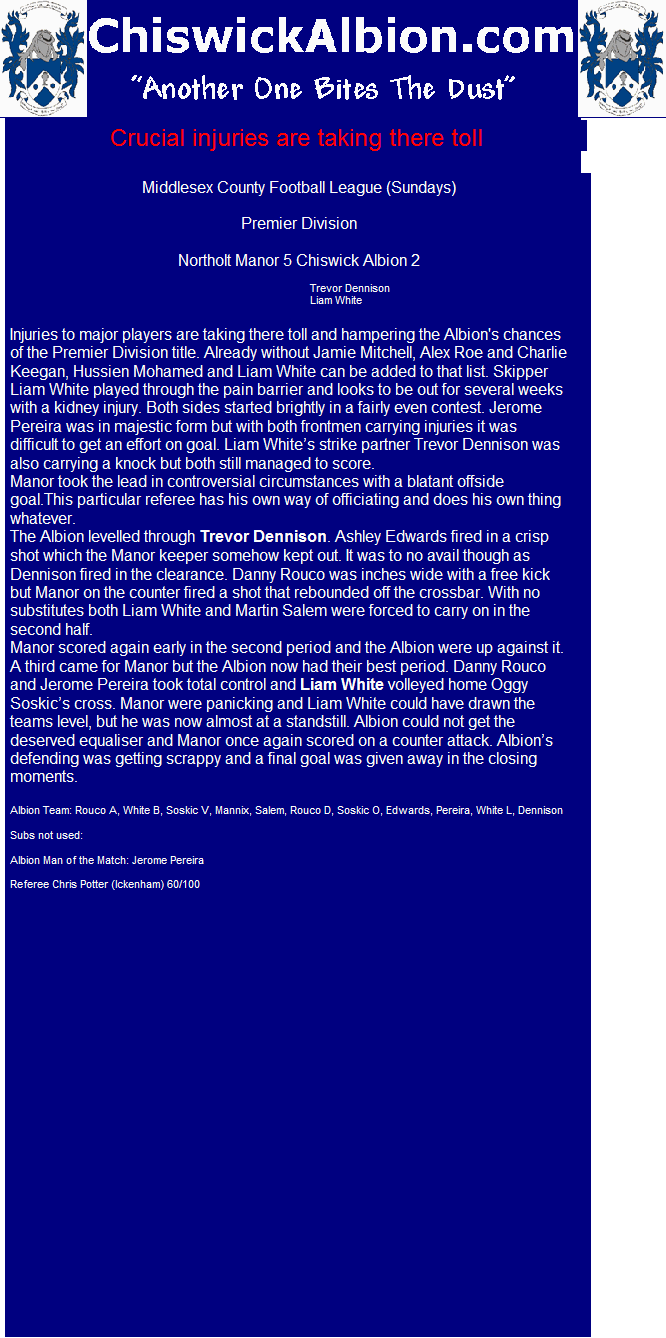 ChiswickAlbion.com
"Another One Bites The Dust"
Crucial injuries are taking there toll
Middlesex County Football League (Sundays)
Premier Division
Northolt Manor 5 Chiswick Albion 2
Trevor Dennison
Liam White
Injuries to major players are taking there toll and hampering the Albion's chances
of the Premier Division title. Already without Jamie Mitchell, Alex Roe and Charlie
Keegan, Hussien Mohamed and Liam White can be added to that list. Skipper
Liam White played through the pain barrier and looks to be out for several weeks
with a kidney injury. Both sides started brightly in a fairly even contest. Jerome
Pereira was in majestic form but with both frontmen carrying injuries it was
difficult to get an effort on goal. Liam White’s strike partner Trevor Dennison was
also carrying a knock but both still managed to score.
Manor took the lead in controversial circumstances with a blatant offside
goal.This particular referee has his own way of officiating and does his own thing
whatever.
The Albion levelled through Trevor Dennison. Ashley Edwards fired in a crisp
shot which the Manor keeper somehow kept out. It was to no avail though as
Dennison fired in the clearance. Danny Rouco was inches wide with a free kick
but Manor on the counter fired a shot that rebounded off the crossbar. With no
substitutes both Liam White and Martin Salem were forced to carry on in the
second half.
Manor scored again early in the second period and the Albion were up against it.
A third came for Manor but the Albion now had their best period. Danny Rouco
and Jerome Pereira took total control and Liam White volleyed home Oggy
Soskic’s cross. Manor were panicking and Liam White could have drawn the
teams level, but he was now almost at a standstill. Albion could not get the
deserved equaliser and Manor once again scored on a counter attack. Albion’s
defending was getting scrappy and a final goal was given away in the closing
moments.
Albion Team: Rouco A, White B, Soskic V, Mannix, Salem, Rouco D, Soskic O, Edwards, Pereira, White L, Dennison
Subs not used:
Albion Man of the Match: Jerome Pereira
Referee Chris Potter (Ickenham) 60/100